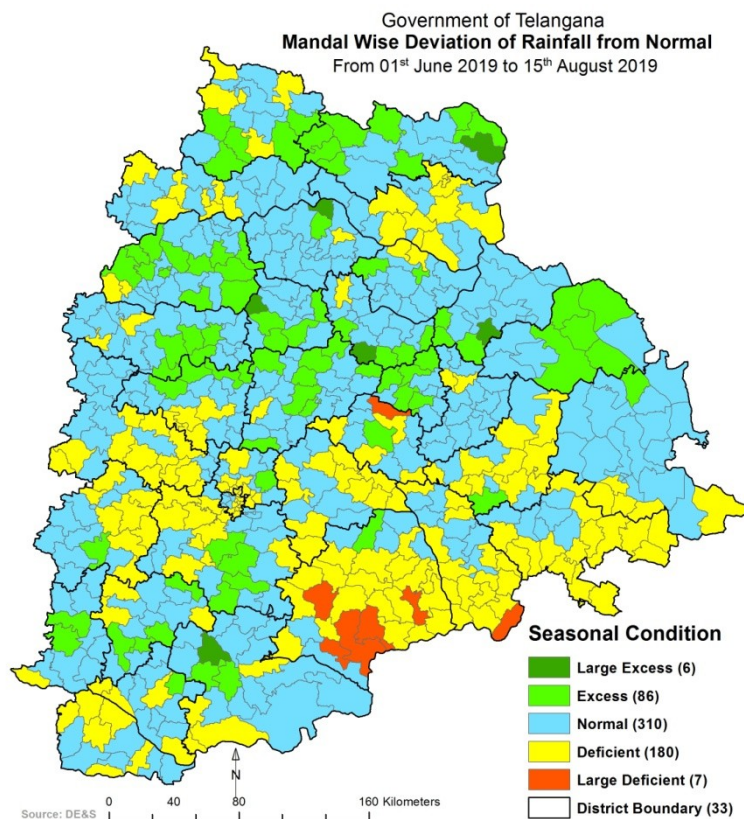 Government of Telangana
Mandal Wise Deviation of Rainfall from Normal
From 01st June 2019 to 15th August 2019
Seasonal Condition
Large Excess (6)
Excess (86)
Normal (310)
Deficient (180)
Large Deficient (7)
District Boundary (33)
N
Source: DE&S
0 40 80 160 Kilometers